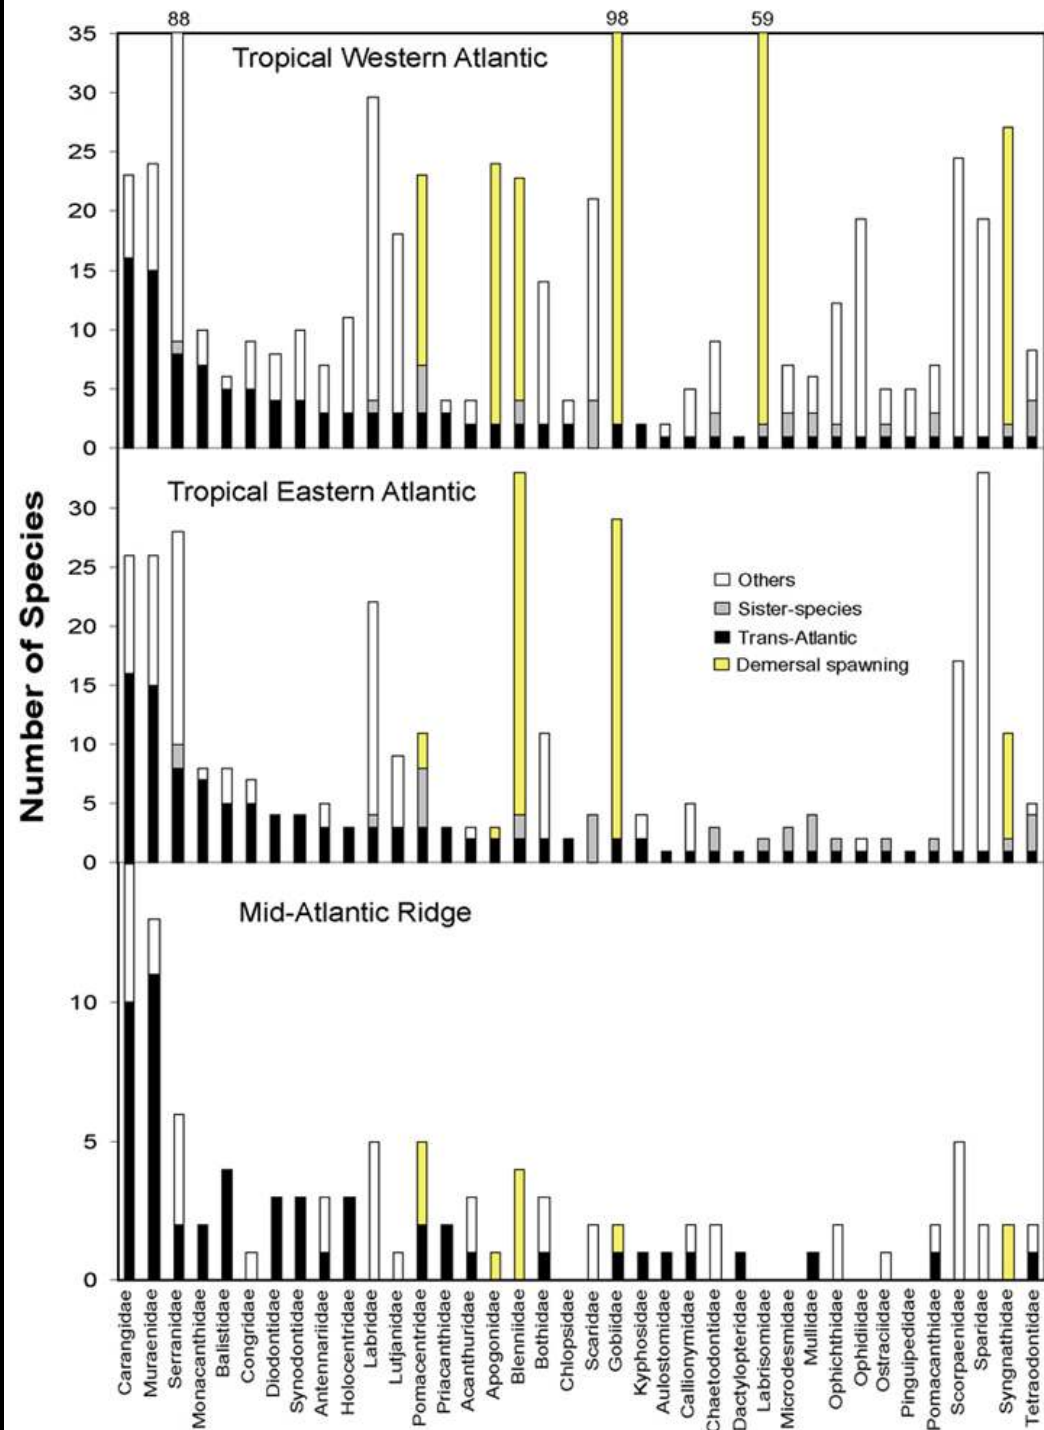 88
98
59
35
Tropical Western Atlantic
30
25
20
15
10
5
0
Tropical Eastern Atlantic
30
25
20
15
10
5
0
Others
Sister-species
Trans-Atlantic
Demersal spawning
Number of Species
Mid-Atlantic Ridge
10
5
0
Carangidae
Muraenidae
Serranidae
Monacanthidae
Balistidae
Congridae
Diodontidae
Synodontidae
Antennariidae
Holocentridae
Labridae
Lutjanidae
Pomacentridae
Priacanthidae
Acanthuridae
Apogonidae
Blenniidae
Bothidae
Chlopsidae
Scaridae
Gobiidae
Kyphosidae
Aulostomidae
Callionymidae
Chaetodontidae
Dactylopteridae
Labrisomidae
Microdesmidae
Mullidae
Ophichthidae
Ophidiidae
Ostraciidae
Pinguipedidae
Pomacanthidae
Scorpaenidae
Sparidae
Syngnathidae
Tetraodontidae